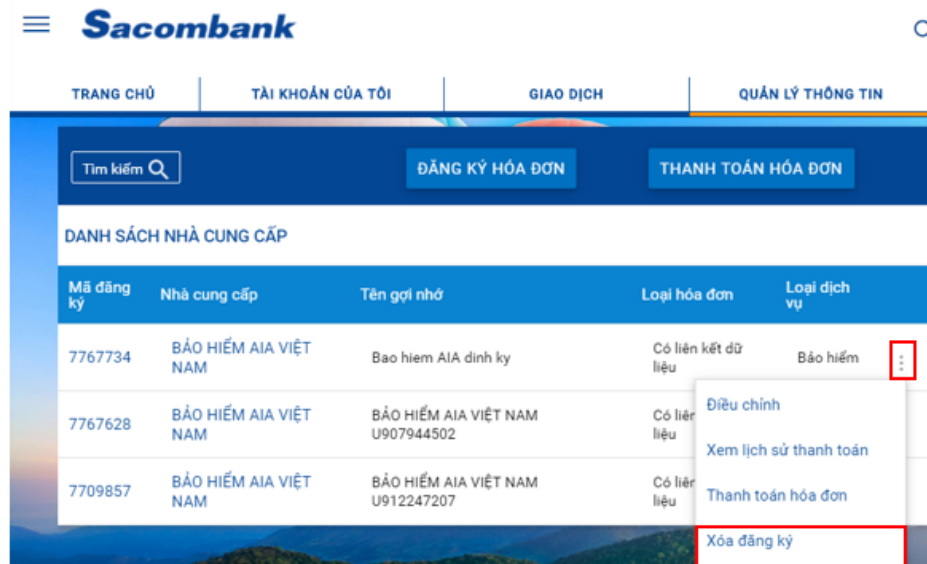 Sacombank
TRANG CHỦ
TÀI KHOẢN CỦA TÔI
GIAO DỊCH
QUẢN LÝ THÔNG TIN
Tìm kiếm
ĐĂNG KÝ HÓA ĐƠN
THANH TOÁN HÓA ĐƠN
DANH SÁCH NHÀ CUNG CẤP
Mã đăng
ký
Nhà cung cấp
Tên gợi nhớ
Loại hóa đơn
Loại dịch
vụ
7767734
BẢO HIỂM AIA VIỆT
NAM
Bao hiem AIA dinh ky
Có liên kết dữ
liệu
Bảo hiểm
7767628
BẢO HIỂM AIA VIỆT
NAM
BẢO HIỂM AIA VIỆT NAM
U907944502
Có liên
liệu
7709857
BẢO HIỂM AIA VIỆT
NAM
BẢO HIỂM AIA VIỆT NAM
U912247207
Có liên
liệu
Điều chỉnh
Xem lịch sử thanh toán
Thanh toán hóa đơn
Xóa đăng ký